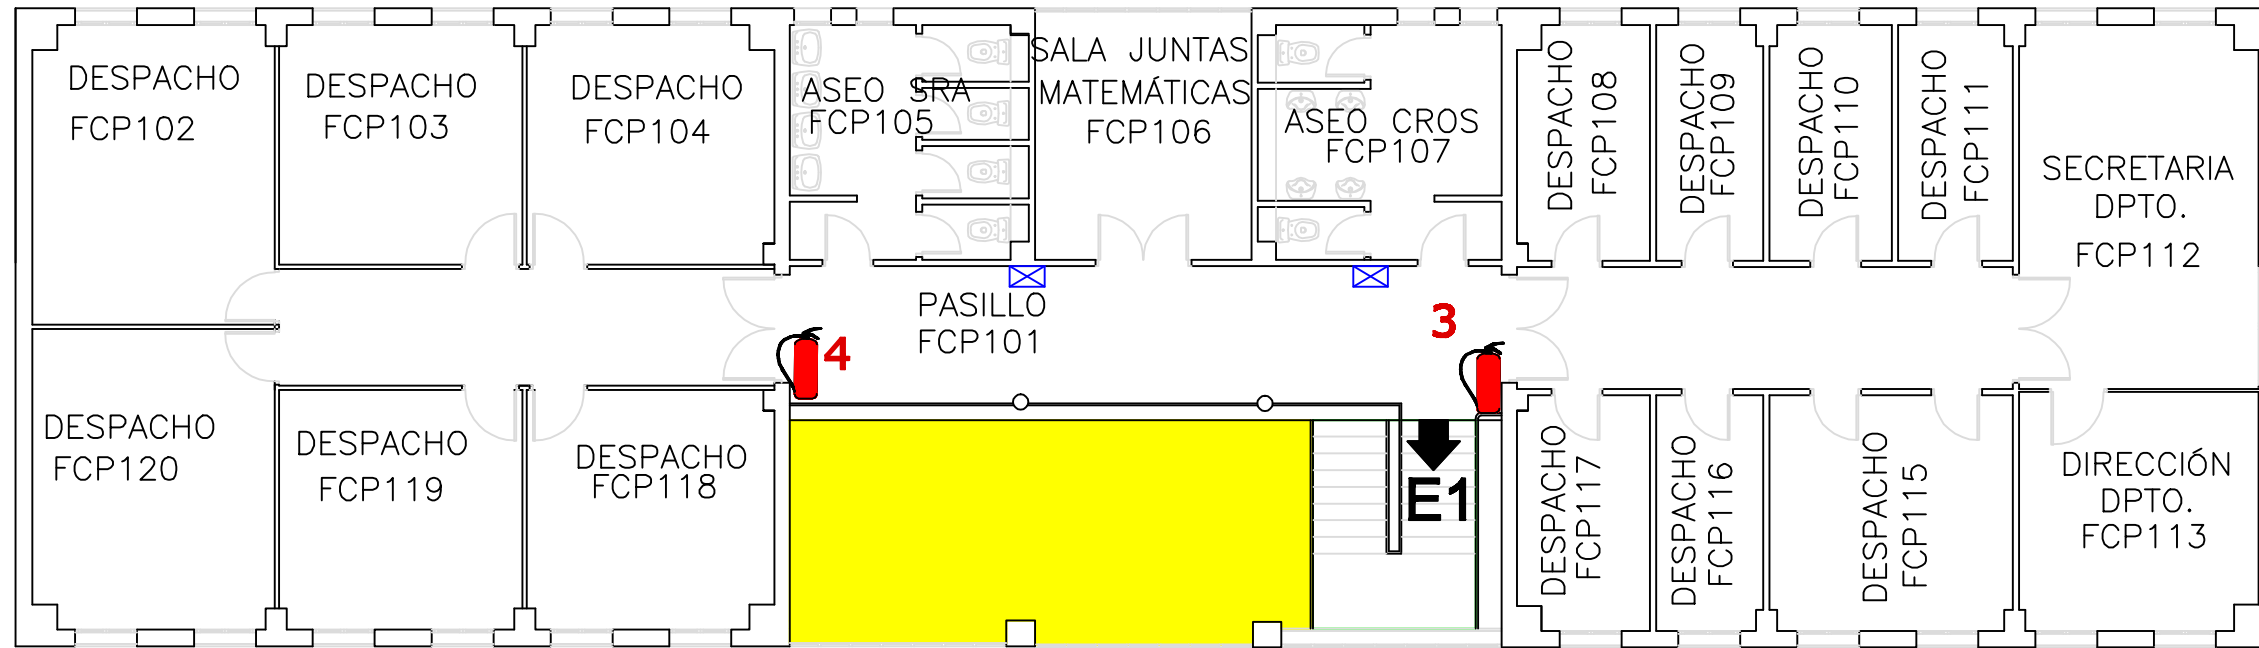 DESPACHO
FCP102
DESPACHO
FCP103
DESPACHO
FCP104
ASEO SRA
FCP105
SALA JUNTAS
MATEMÁTICAS
FCP106
ASEO CROS
FCP107
DESPACHO
FCP108
DESPACHO
FCP109
DESPACHO
FCP110
DESPACHO
FCP111
SECRETARIA
DPTO.
FCP112
PASILLO
FCP101
4
3
DESPACHO
FCP120
DESPACHO
FCP119
DESPACHO
FCP118
E1
DESPACHO
FCP117
DESPACHO
FCP116
DESPACHO
FCP115
DIRECCIÓN
DPTO.
FCP113